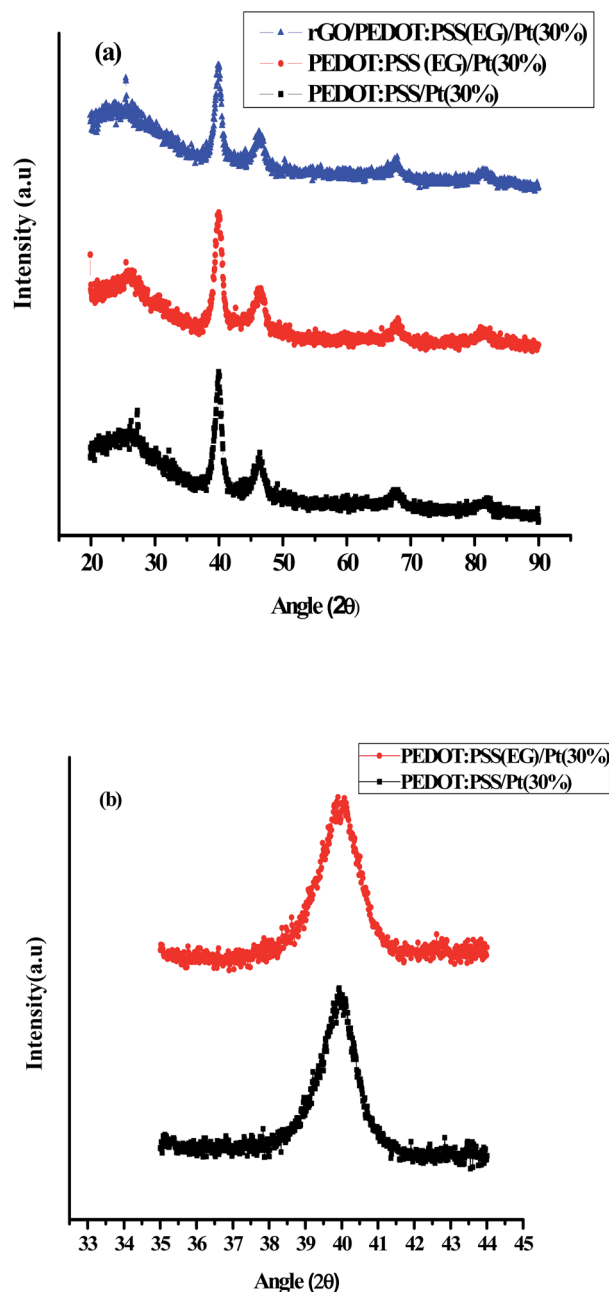 (a)
rGO/PEDOT:PSS(EG)/Pt(30%)
PEDOT:PSS (EG)/Pt(30%)
PEDOT:PSS/Pt(30%)
Intensity (a.u)
20 30 40 50 60 70 80 90
Angle (2θ)
(b)
PEDOT:PSS(EG)/Pt(30%)
PEDOT:PSS/Pt(30%)
Intensity(a.u)
33 34 35 36 37 38 39 40 41 42 43 44 45
Angle (2θ)